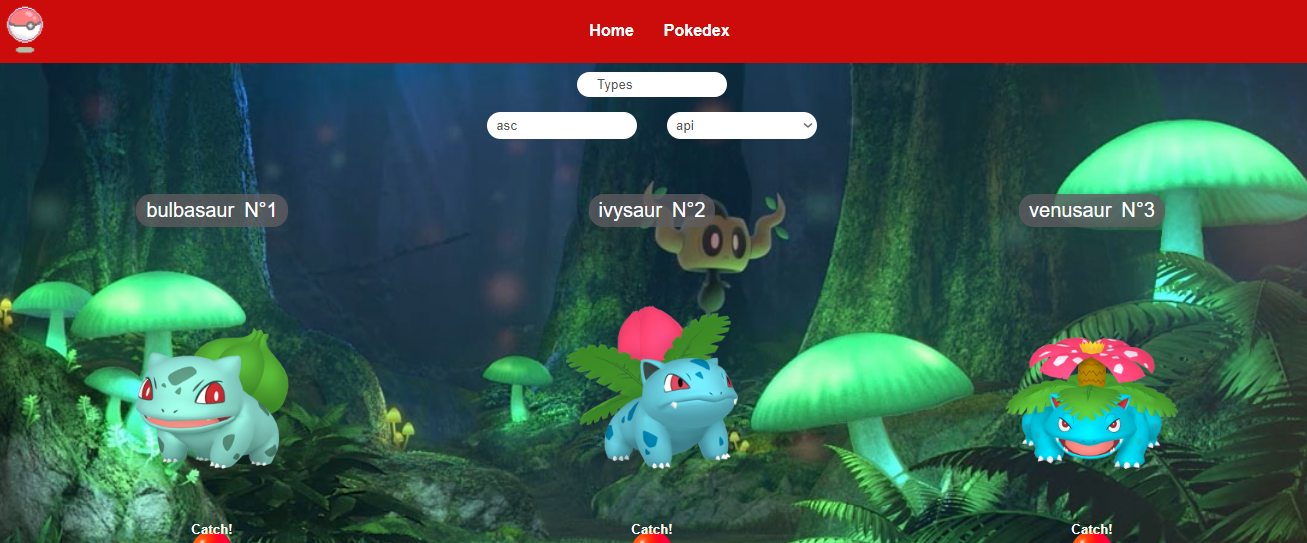 Home Pokedex
Types
asc api
bulbasaur N°1 ivysaur N°2 venusaur N°3
Catch! Catch! Catch!